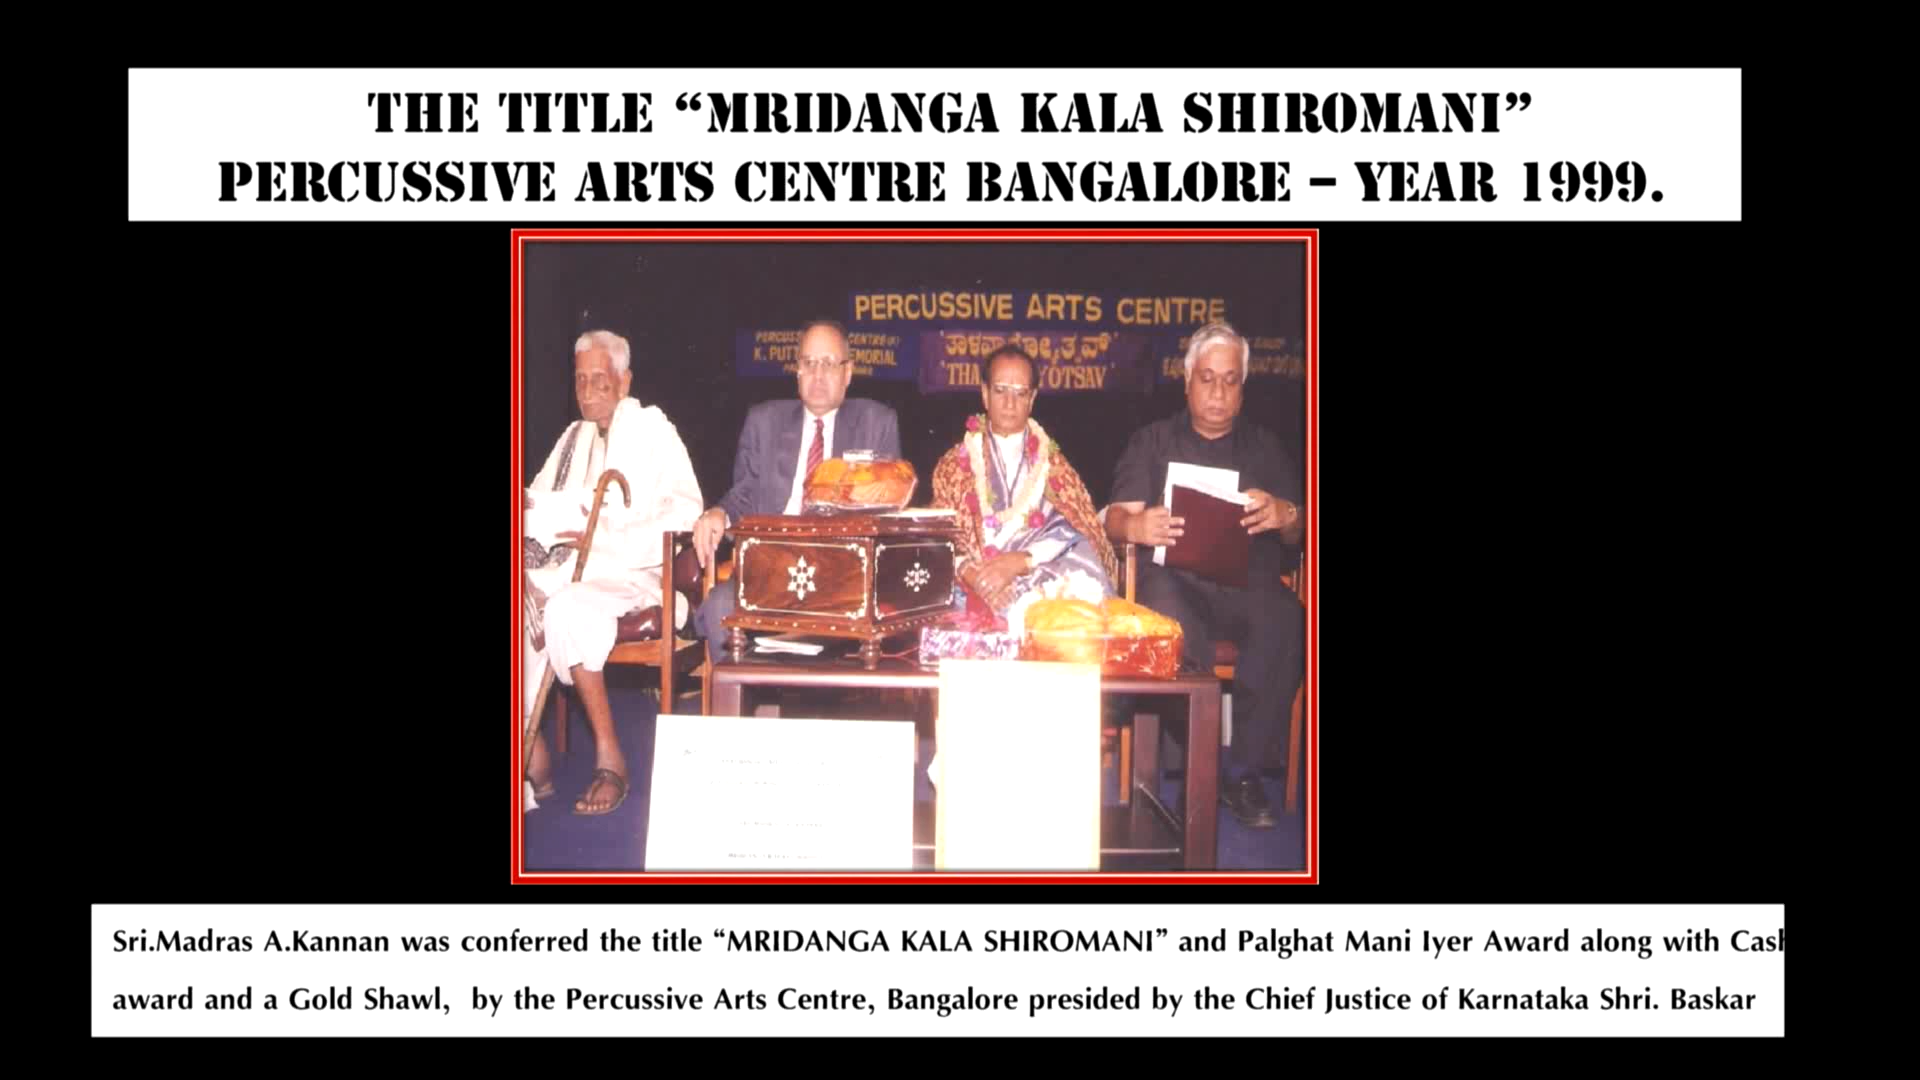 THE TITLE “MRIDANGA KALA SHIROMANI”
PERCUSSIVE ARTS CENTRE BANGALORE – YEAR 1999.
PERCUSSIVE ARTS CENTRE
K. PUTT
THA YOTSAV'
Sri.Madras A.Kannan was conferred the title “MRIDANGA KALA SHIROMANI” and Palghat Mani Iyer Award along with Cash
award and a Gold Shawl, by the Percussive Arts Centre, Bangalore presided by the Chief Justice of Karnataka Shri. Baskar